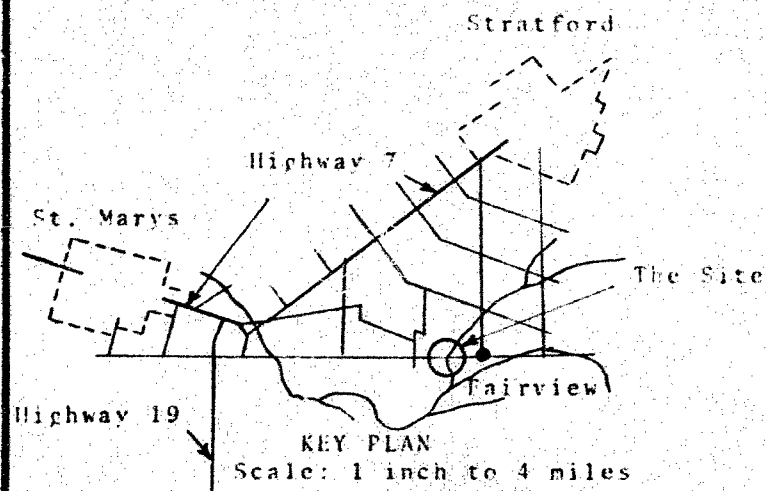 Stratford
Highway 7
St. Marys
The Site
Fairview
Highway 19
KEY PLAN
Scale: 1 inch to 4 miles